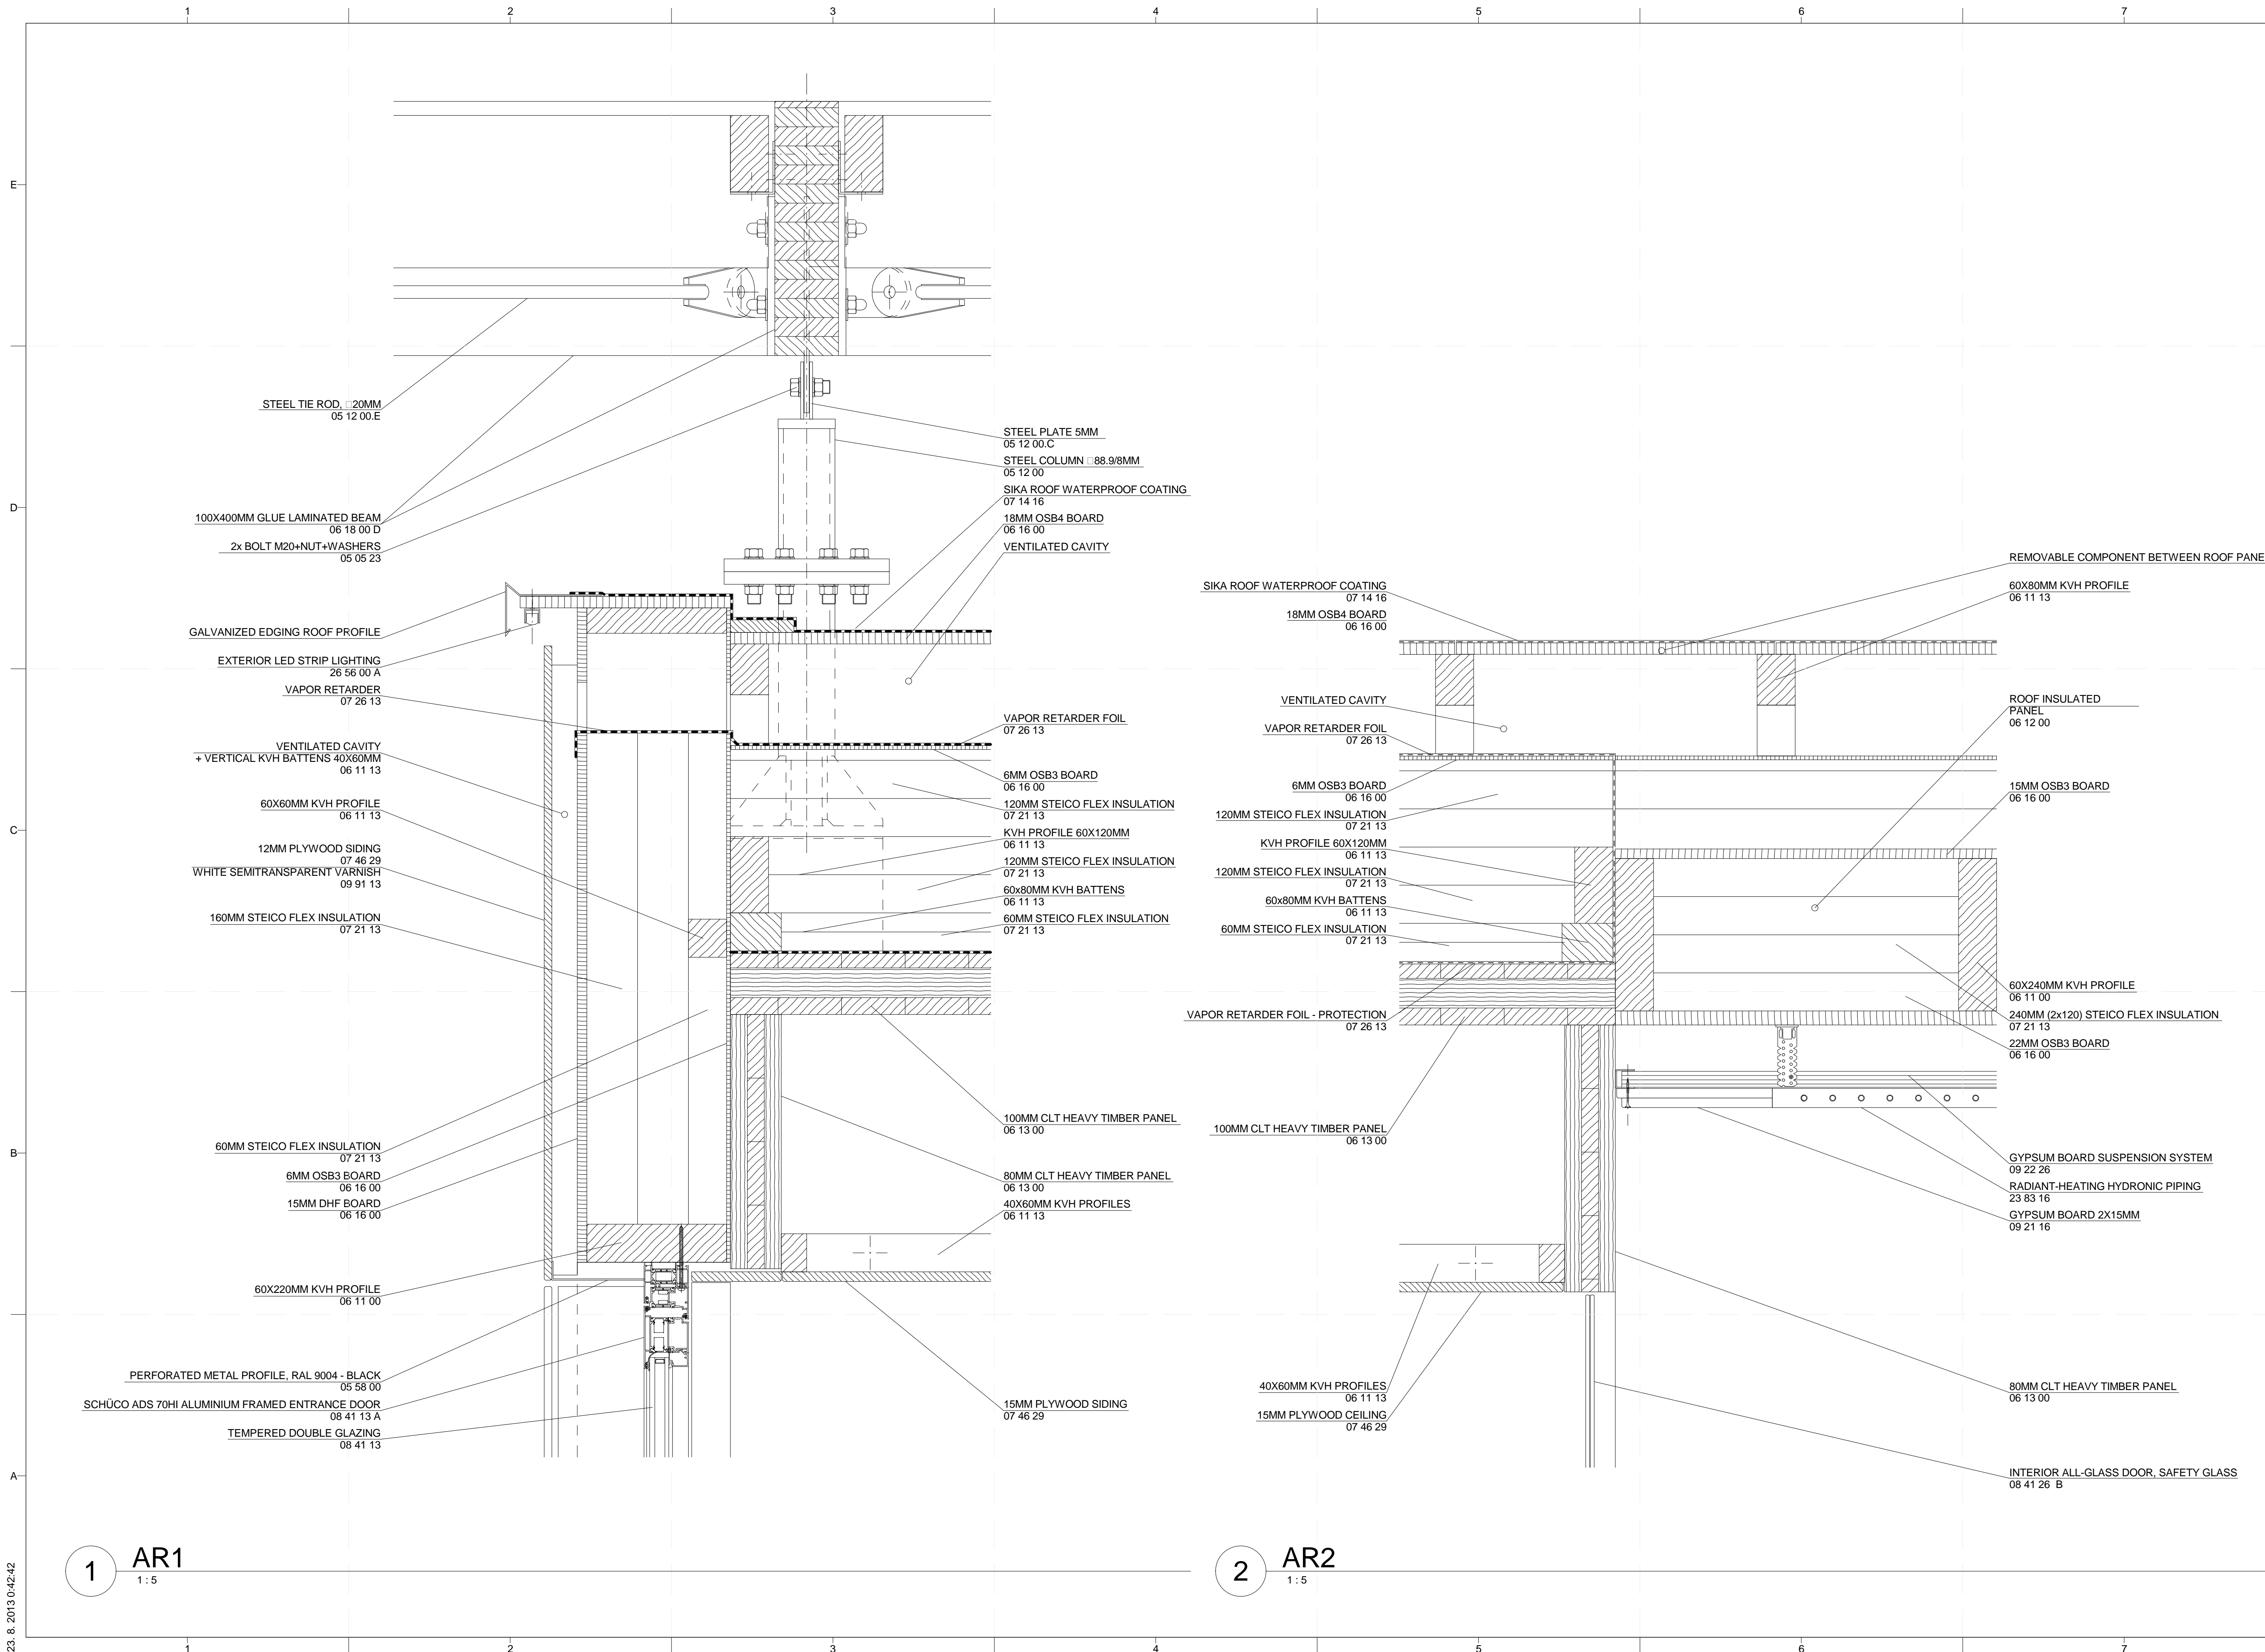 1 2 3 4 5 6 7
E
D
C
B
A
STEEL TIE ROD, □20MM
05 12 00.E
100X400MM GLUE LAMINATED BEAM
06 18 00 D
2x BOLT M20+NUT+WASHERS
05 05 23
GALVANIZED EDGING ROOF PROFILE
EXTERIOR LED STRIP LIGHTING
26 56 00 A
VAPOR RETARDER
07 26 13
VENTILATED CAVITY
+ VERTICAL KVH BATTENS 40X60MM
06 11 13
60X60MM KVH PROFILE
06 11 13
12MM PLYWOOD SIDING
07 46 29
WHITE SEMITRANSPARENT VARNISH
09 91 13
160MM STEICO FLEX INSULATION
07 21 13
60MM STEICO FLEX INSULATION
07 21 13
6MM OSB3 BOARD
06 16 00
15MM DHF BOARD
06 16 00
60X220MM KVH PROFILE
06 11 00
PERFORATED METAL PROFILE, RAL 9004 - BLACK
05 58 00
SCHÜCO ADS 70HI ALUMINIUM FRAMED ENTRANCE DOOR
08 41 13 A
TEMPERED DOUBLE GLAZING
08 41 13
STEEL PLATE 5MM
05 12 00.C
STEEL COLUMN □88.9/8MM
05 12 00
SIKA ROOF WATERPROOF COATING
07 14 16
18MM OSB4 BOARD
06 16 00
VENTILATED CAVITY
VAPOR RETARDER FOIL
07 26 13
6MM OSB3 BOARD
06 16 00
120MM STEICO FLEX INSULATION
07 21 13
KVH PROFILE 60X120MM
06 11 13
120MM STEICO FLEX INSULATION
07 21 13
60x80MM KVH BATTENS
06 11 13
60MM STEICO FLEX INSULATION
07 21 13
100MM CLT HEAVY TIMBER PANEL
06 13 00
80MM CLT HEAVY TIMBER PANEL
06 13 00
40X60MM KVH PROFILES
06 11 13
15MM PLYWOOD SIDING
07 46 29
SIKA ROOF WATERPROOF COATING
07 14 16
18MM OSB4 BOARD
06 16 00
VENTILATED CAVITY
VAPOR RETARDER FOIL
07 26 13
6MM OSB3 BOARD
06 16 00
120MM STEICO FLEX INSULATION
07 21 13
KVH PROFILE 60X120MM
06 11 13
120MM STEICO FLEX INSULATION
07 21 13
60x80MM KVH BATTENS
06 11 13
60MM STEICO FLEX INSULATION
07 21 13
VAPOR RETARDER FOIL - PROTECTION
07 26 13
100MM CLT HEAVY TIMBER PANEL
06 13 00
40X60MM KVH PROFILES
06 11 13
15MM PLYWOOD CEILING
07 46 29
REMOVABLE COMPONENT BETWEEN ROOF PANE
60X80MM KVH PROFILE
06 11 13
ROOF INSULATED
PANEL
06 12 00
15MM OSB3 BOARD
06 16 00
60X240MM KVH PROFILE
06 11 00
240MM (2x120) STEICO FLEX INSULATION
07 21 13
22MM OSB3 BOARD
06 16 00
GYPSUM BOARD SUSPENSION SYSTEM
09 22 26
RADIANT-HEATING HYDRONIC PIPING
23 83 16
GYPSUM BOARD 2X15MM
09 21 16
80MM CLT HEAVY TIMBER PANEL
06 13 00
INTERIOR ALL-GLASS DOOR, SAFETY GLASS
08 41 26 B
1 AR1
1 : 5
2 AR2
1 : 5
23. 8. 2013 0:42:42
1 2 3 4 5 6 7